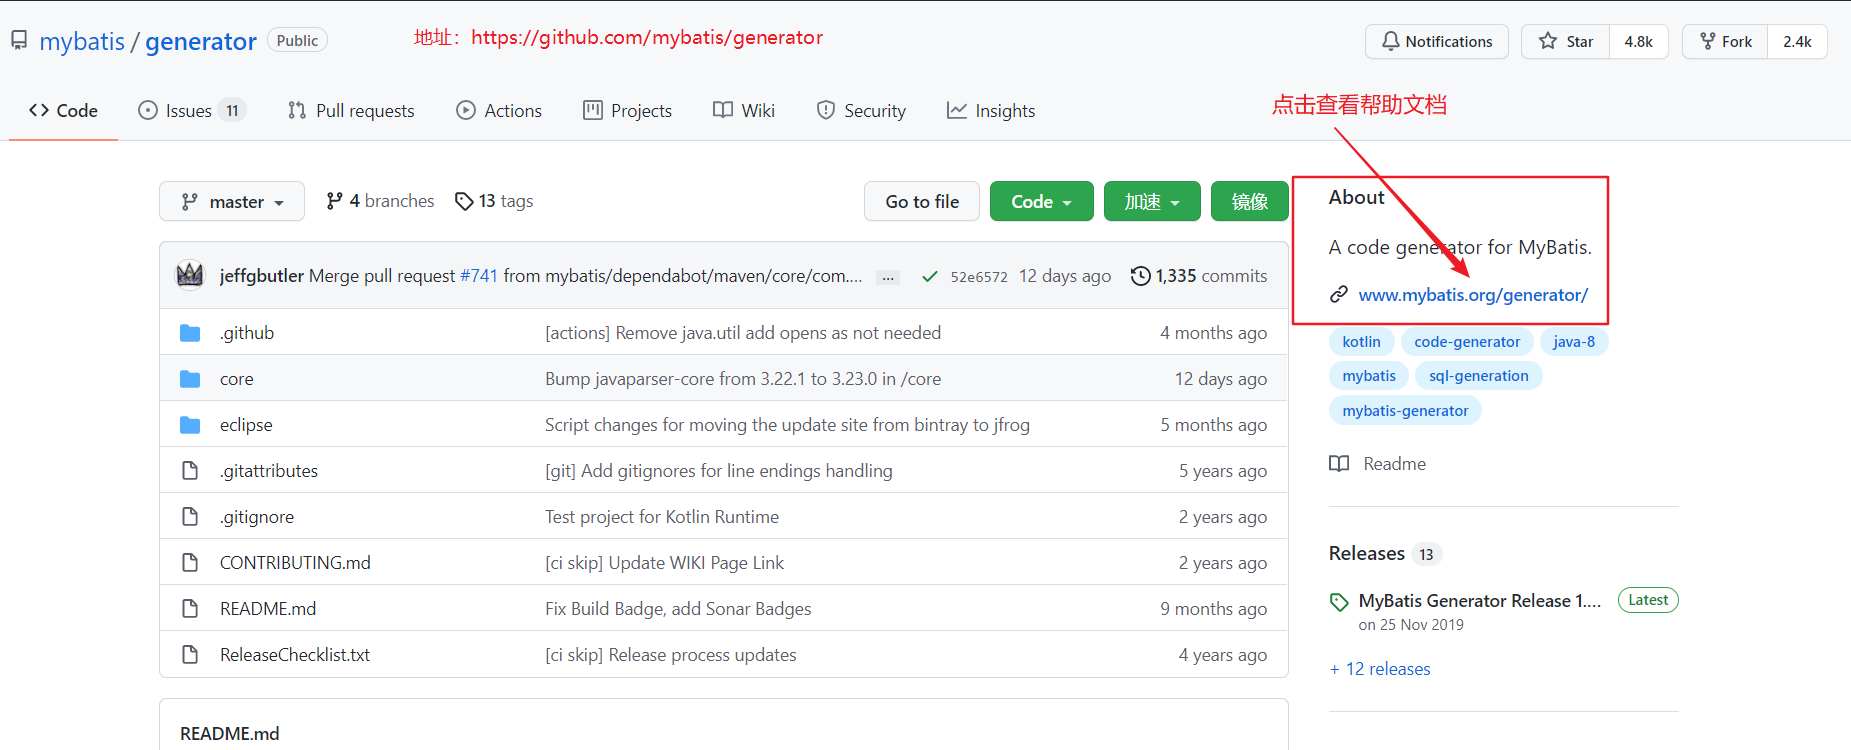 mybatis / generator Public
地址：https://github.com/mybatis/generator
Notifications Star 4.8k Fork 2.4k
Code Issues 11 Pull requests Actions Projects Wiki Security Insights
点击查看帮助文档
master 4 branches 13 tags Go to file Code 加速 镜像
jeffgbutler Merge pull request #741 from mybatis/dependabot/maven/core/com.... ... 52e6572 12 days ago 1,335 commits
.github [actions] Remove java.util add opens as not needed 4 months ago
core Bump javaparser-core from 3.22.1 to 3.23.0 in /core 12 days ago
eclipse Script changes for moving the update site from bintray to jfrog 5 months ago
.gitattributes [git] Add gitignores for line endings handling 5 years ago
.gitignore Test project for Kotlin Runtime 2 years ago
CONTRIBUTING.md [ci skip] Update WIKI Page Link 2 years ago
README.md Fix Build Badge, add Sonar Badges 9 months ago
ReleaseChecklist.txt [ci skip] Release process updates 4 years ago
README.md
About
A code generator for MyBatis.
www.mybatis.org/generator/
kotlin code-generator java-8
mybatis sql-generation
mybatis-generator
Readme
Releases 13
MyBatis Generator Release 1.... Latest
on 25 Nov 2019
+ 12 releases